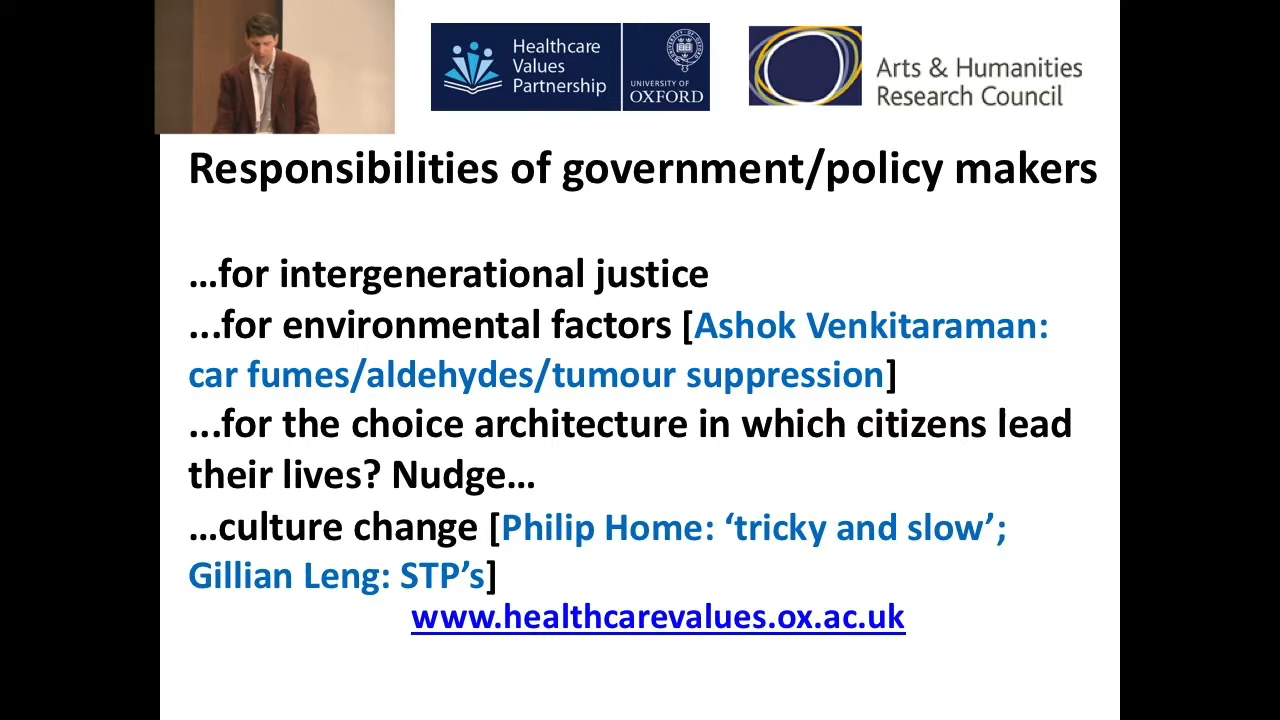 Healthcare
Values
Partnership
UNIVERSITY OF
OXFORD
Arts & Humanities
Research Council
Responsibilities of government/policy makers
…for intergenerational justice
...for environmental factors [Ashok Venkitaraman:
car fumes/aldehydes/tumour suppression]
...for the choice architecture in which citizens lead
their lives? Nudge…
…culture change [Philip Home: ‘tricky and slow’;
Gillian Leng: STP’s]
www.healthcarevalues.ox.ac.uk